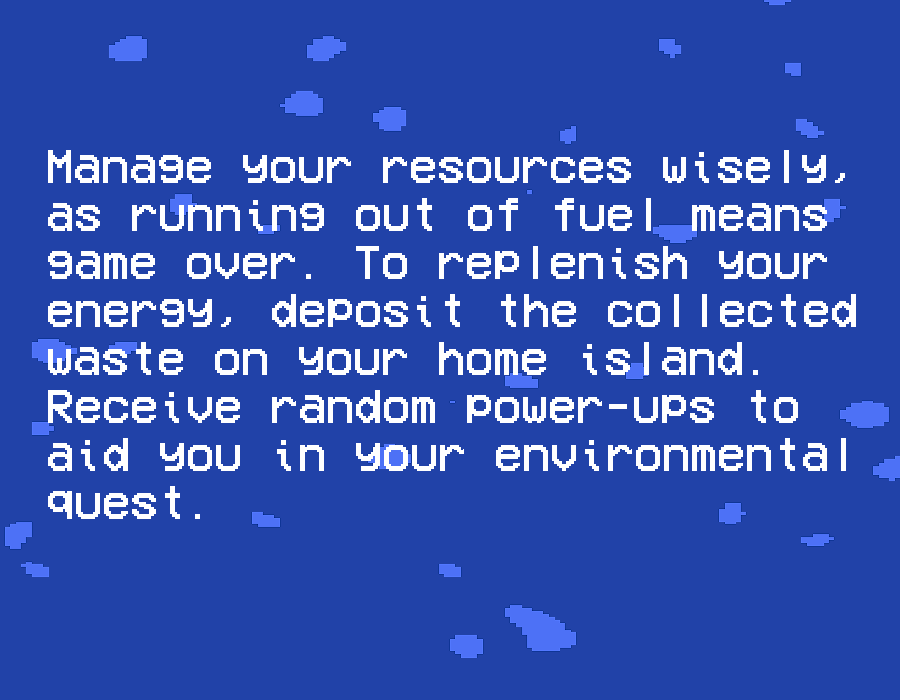 Manage your resources wisely,
as running out of fuel means
game over. To replenish your
energy, deposit the collected
waste on your home island.
Receive random power-ups to
aid you in your environmental
quest.